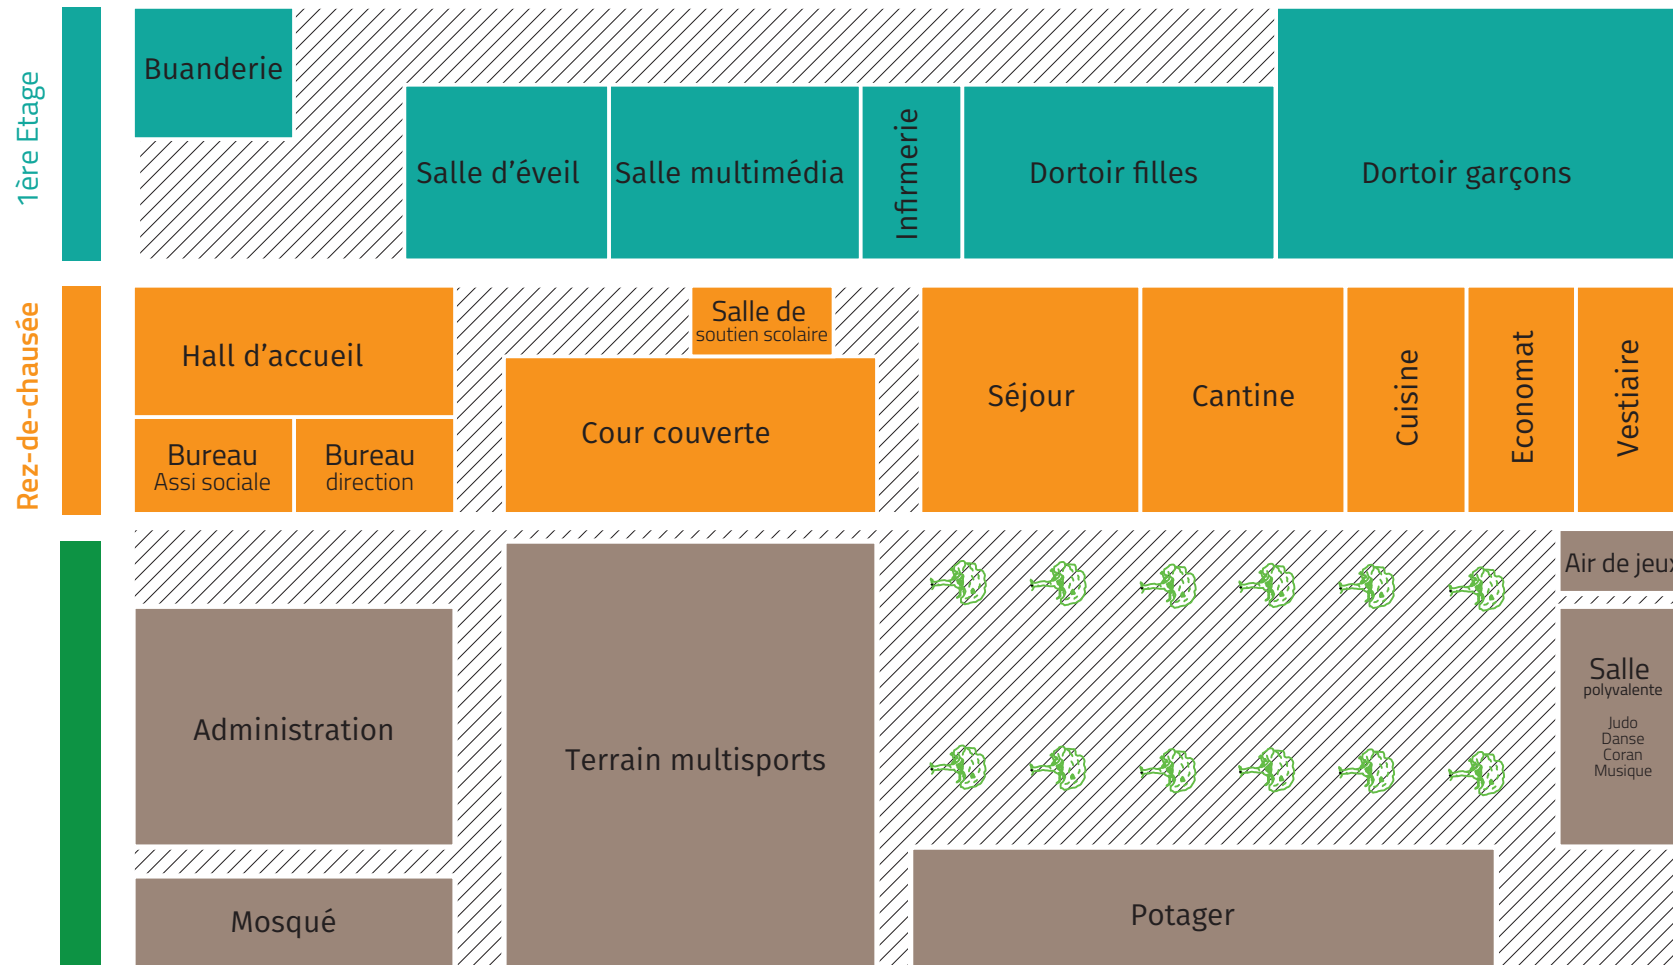 1ère Etage
Buanderie
Salle d'éveil
Salle multimédia
Infirmerie
Dortoir filles
Dortoir garçons
Rez-de-chausée
Hall d'accueil
Bureau
Assi sociale
Bureau
direction
Salle de
soutien scolaire
Cour couverte
Séjour
Cantine
Cuisine
Economat
Vestiaire
Administration
Mosqué
Terrain multisports
Potager
Air de jeux
Salle
polyvalente
Judo
Danse
Coran
Musique